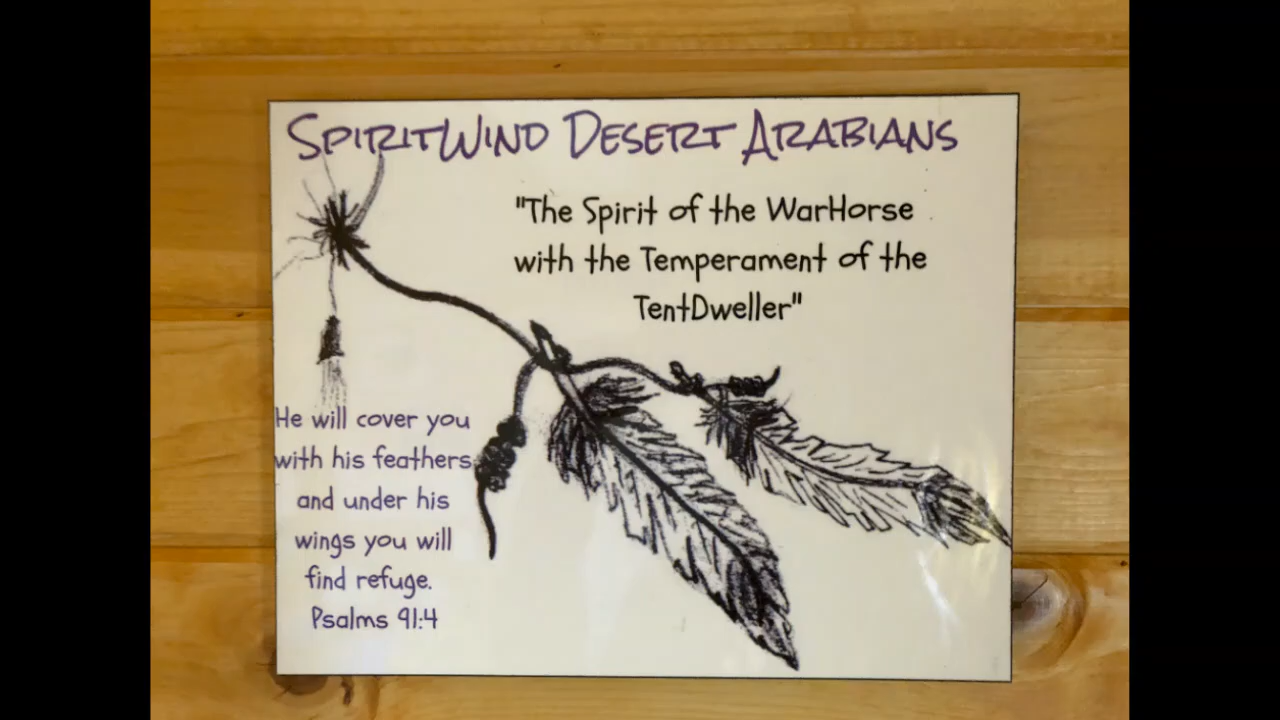 SpiritWind Desert Arabians
"The Spirit of the WarHorse
with the Temperament of the
TentDweller"
He will cover you
with his feathers
and under his
wings you will
find refuge.
Psalms 91:4